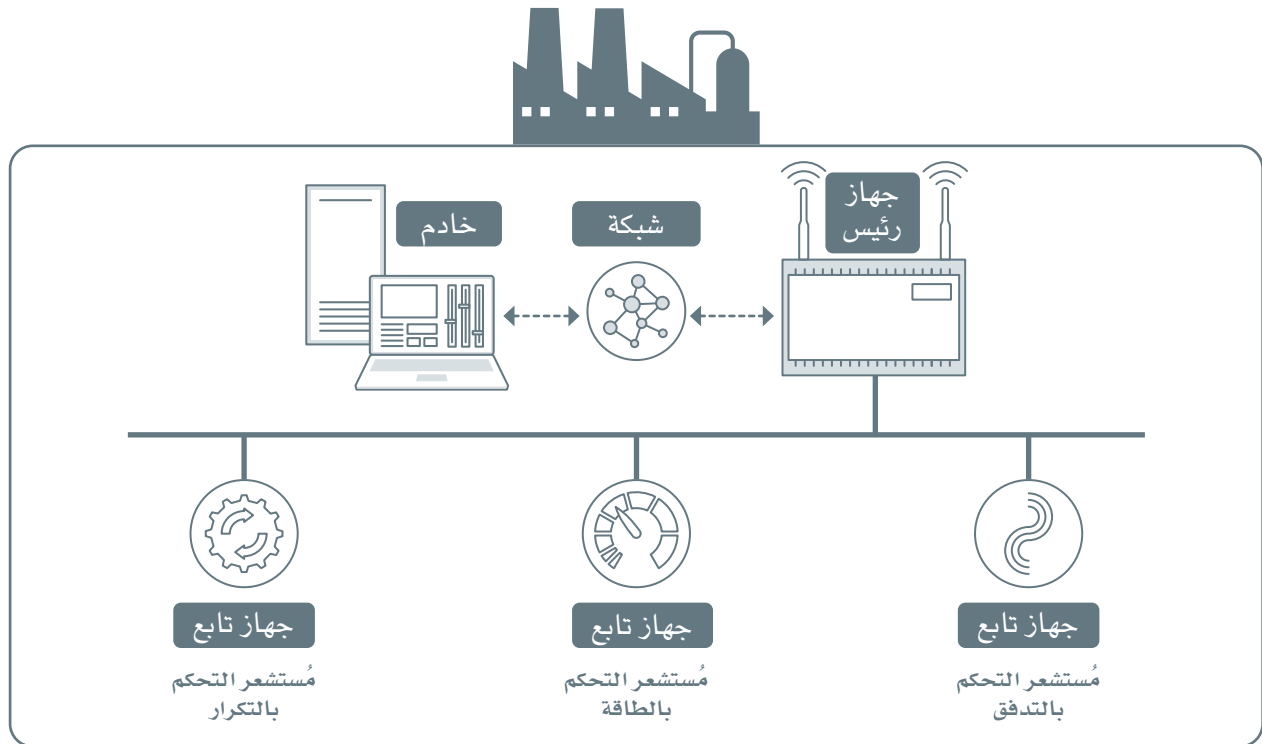 جهاز
رئيس
شبكة
خادم
جهاز تابع
مُستشعر التحكم
بالتدفق
جهاز تابع
مُستشعر التحكم
بالطاقة
جهاز تابع
مُستشعر التحكم
بالتكرار